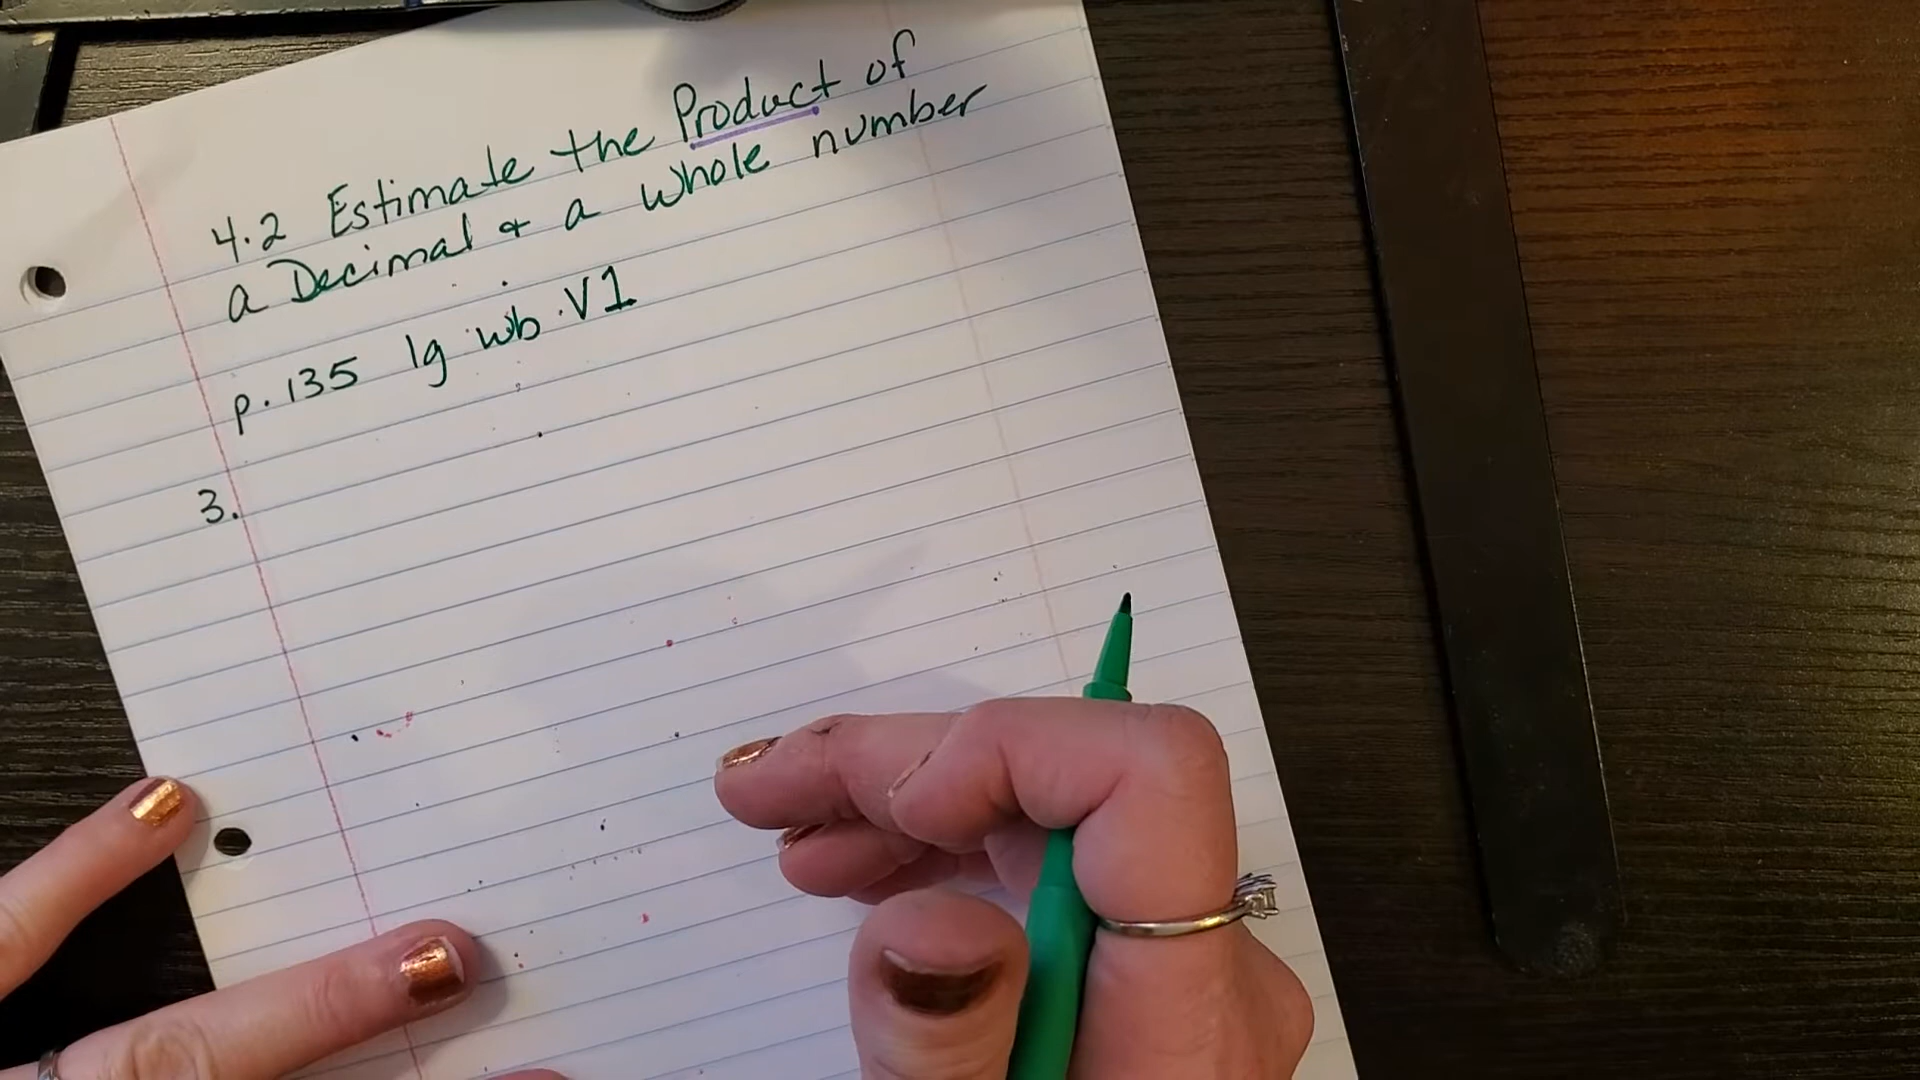 4.2 Estimate the Product of
a Decimal & a whole number
p. 135 lg wb V1
3.